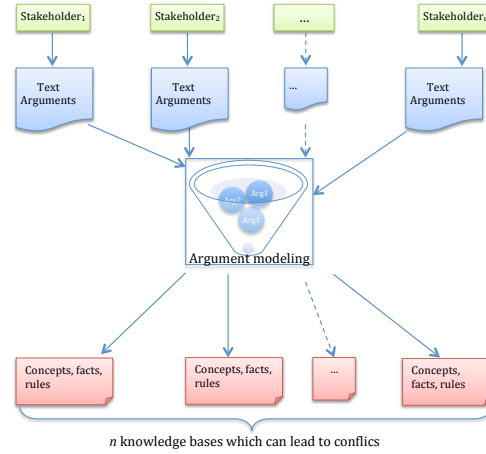 Stakeholder₁
Stakeholder₂
...
Stakeholder
Text
Arguments
Text
Arguments
...
Text
Arguments
Arg2
Arg1
Arg3
Argument modeling
Concepts, facts,
rules
Concepts, facts,
rules
...
Concepts,
facts, rules
n knowledge bases which can lead to conflics